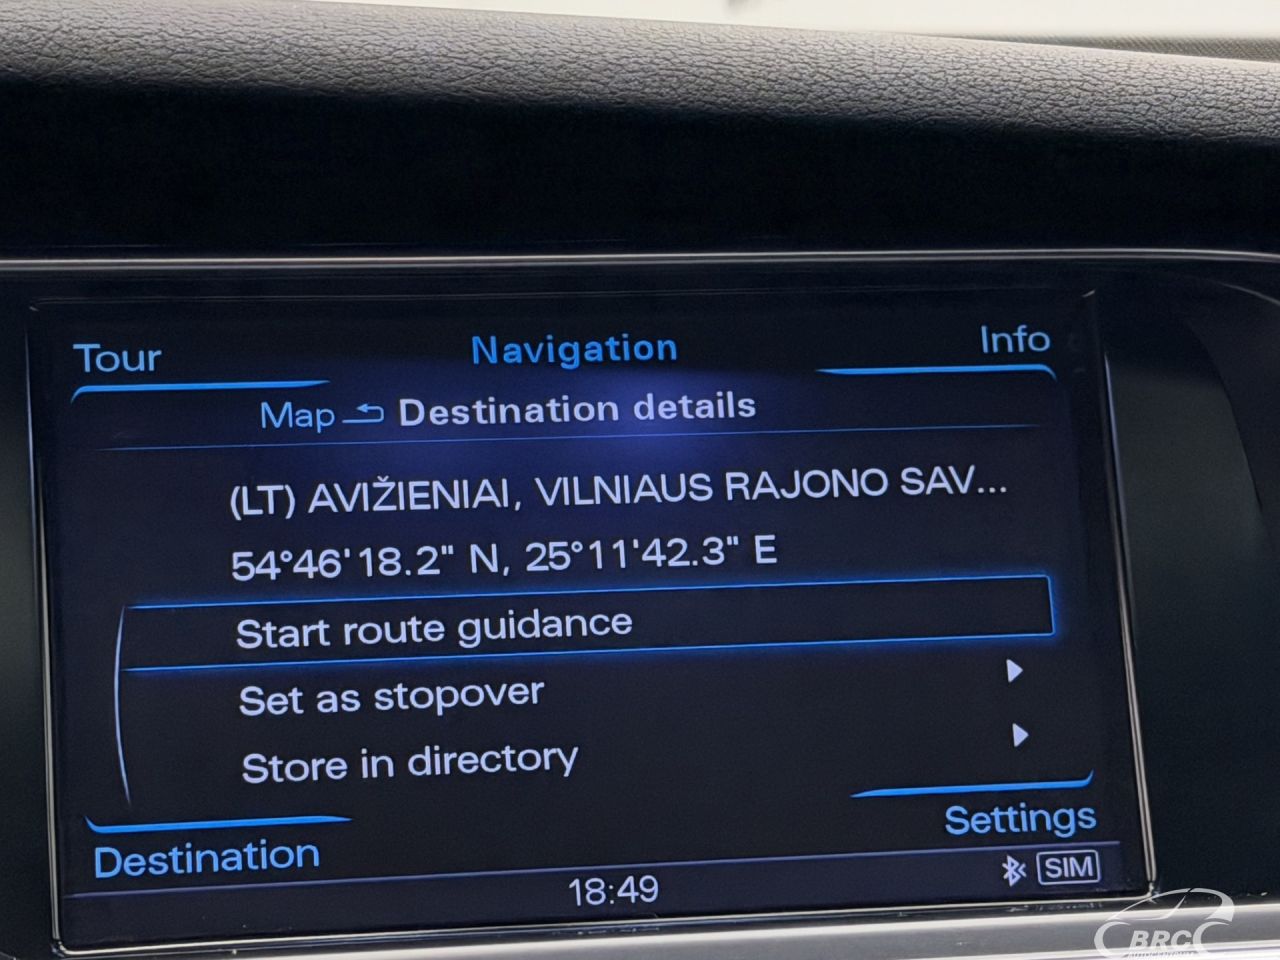 Tour Navigation Info
Map Destination details
(LT) AVIŽIENIAI, VILNIAUS RAJONO SAV...
54°46'18.2" N, 25°11'42.3" E
Start route guidance
Set as stopover
Store in directory
Destination Settings
18:49 SIM
BRC
AUTOCENTRAS